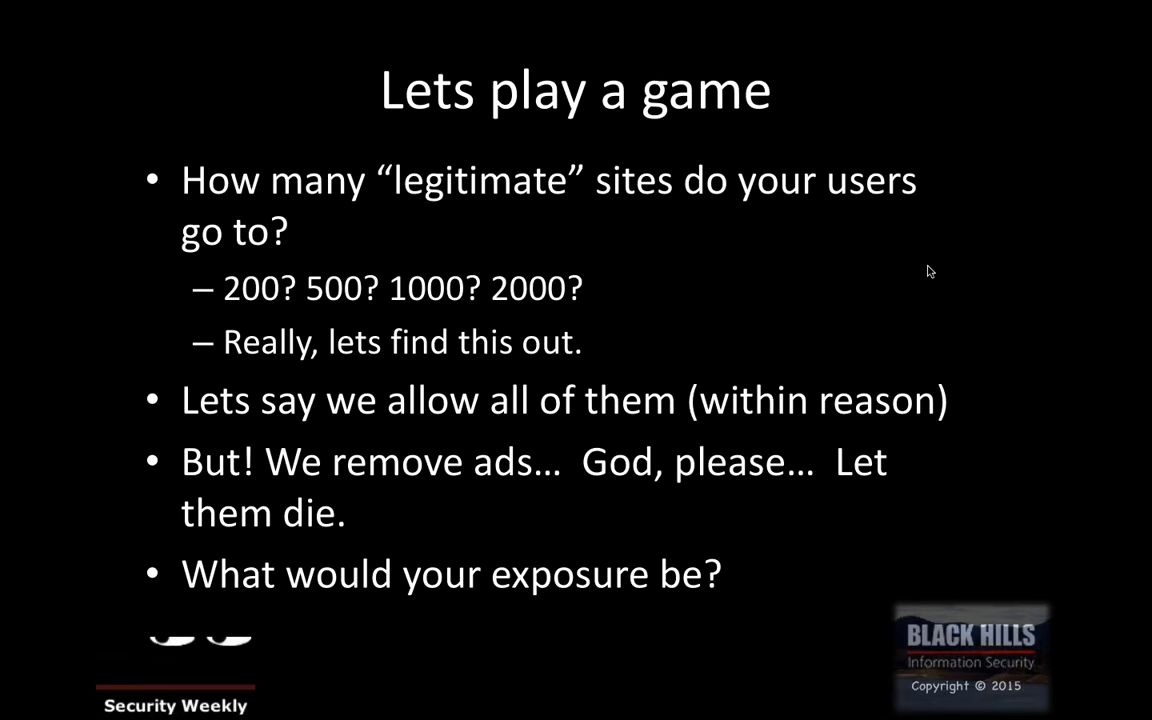 Lets play a game
• How many “legitimate” sites do your users
go to?
– 200? 500? 1000? 2000?
– Really, lets find this out.
• Lets say we allow all of them (within reason)
• But! We remove ads… God, please… Let
them die.
• What would your exposure be?
BLACK HILLS
Information Security
Copyright © 2015
Security Weekly